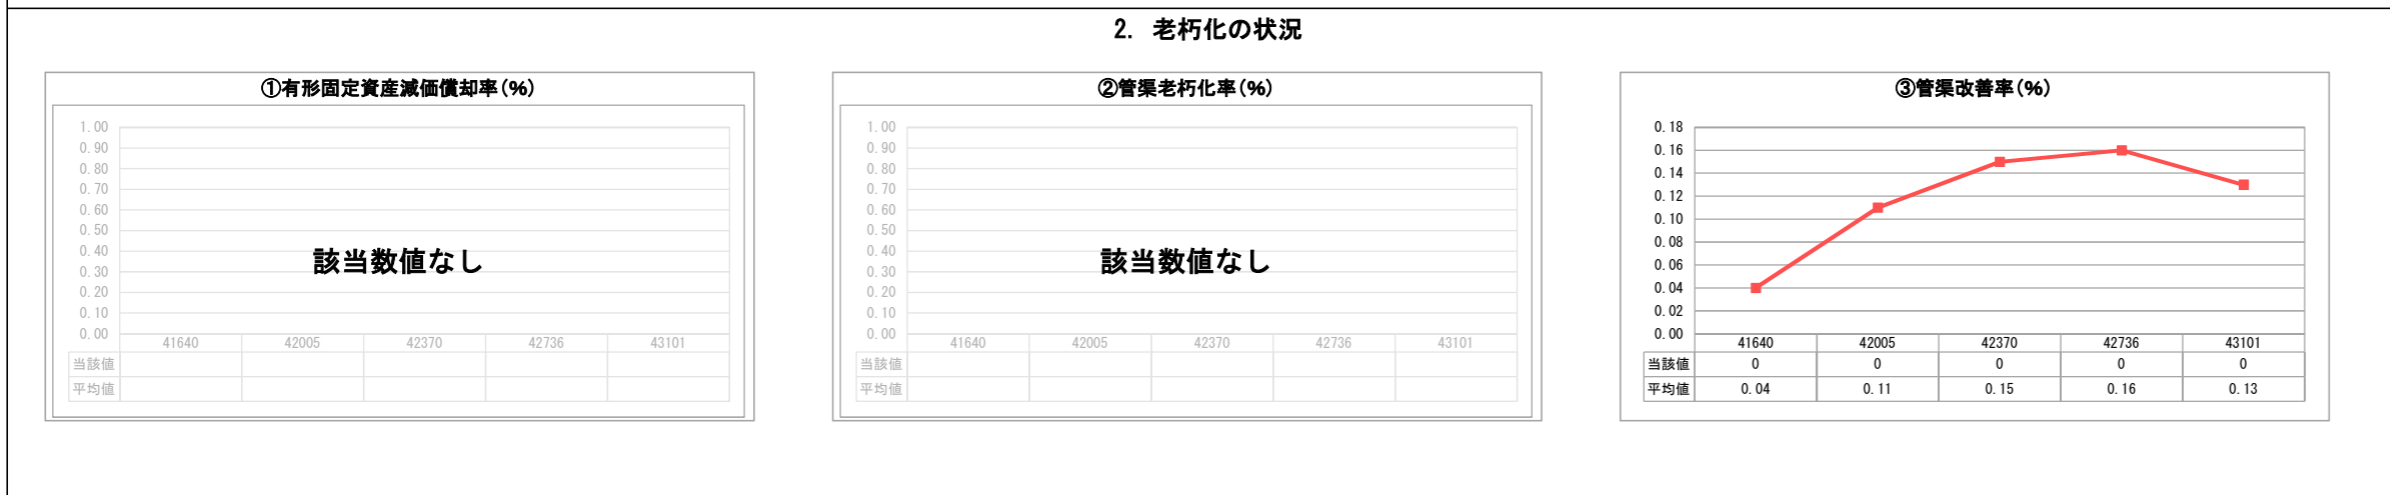 2. 老朽化の状況
①有形固定資産減価償却率(%)
1.00
0.90
0.80
0.70
0.60
0.50
0.40
0.30
0.20
0.10
0.00
該当数値なし
41640 42005 42370 42736 43101
当該値
平均値
②管渠老朽化率(%)
1.00
0.90
0.80
0.70
0.60
0.50
0.40
0.30
0.20
0.10
0.00
該当数値なし
41640 42005 42370 42736 43101
当該値
平均値
③管渠改善率(%)
0.18
0.16
0.14
0.12
0.10
0.08
0.06
0.04
0.02
0.00
41640 42005 42370 42736 43101
当該値 0 0 0 0 0
平均値 0.04 0.11 0.15 0.16 0.13